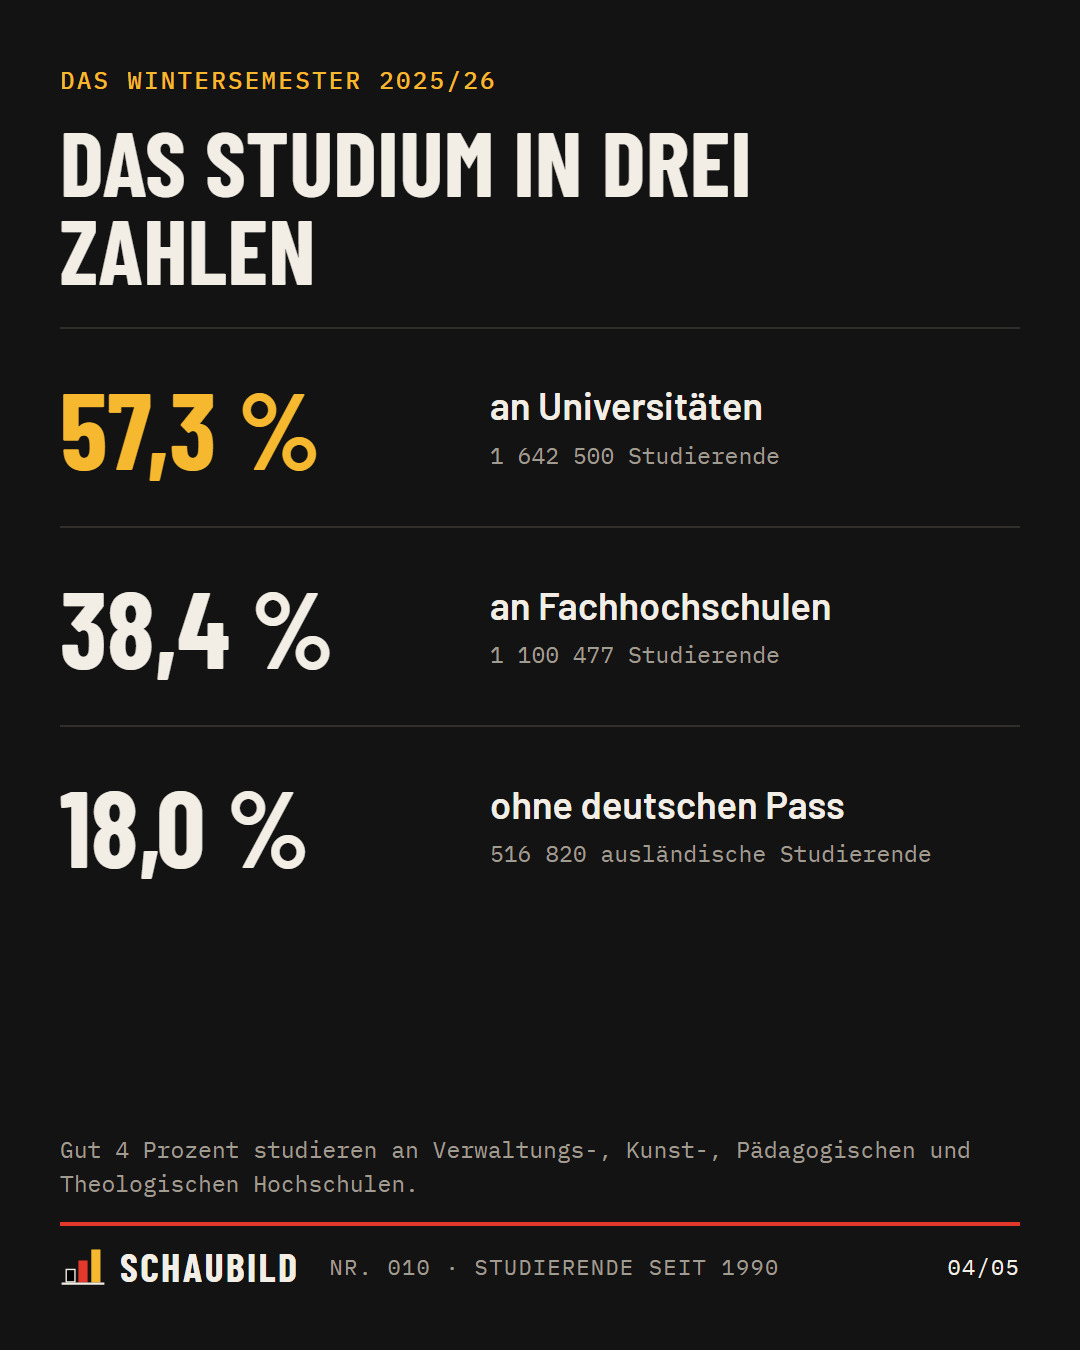 DAS WINTERSEMESTER 2025/26
DAS STUDIUM IN DREI
ZAHLEN
57,3 %
an Universitäten
1 642 500 Studierende
38,4 %
an Fachhochschulen
1 100 477 Studierende
18,0 %
ohne deutschen Pass
516 820 ausländische Studierende
Gut 4 Prozent studieren an Verwaltungs-, Kunst-, Pädagogischen und
Theologischen Hochschulen.
SCHAUBILD NR. 010 · STUDIERENDE SEIT 1990 04/05